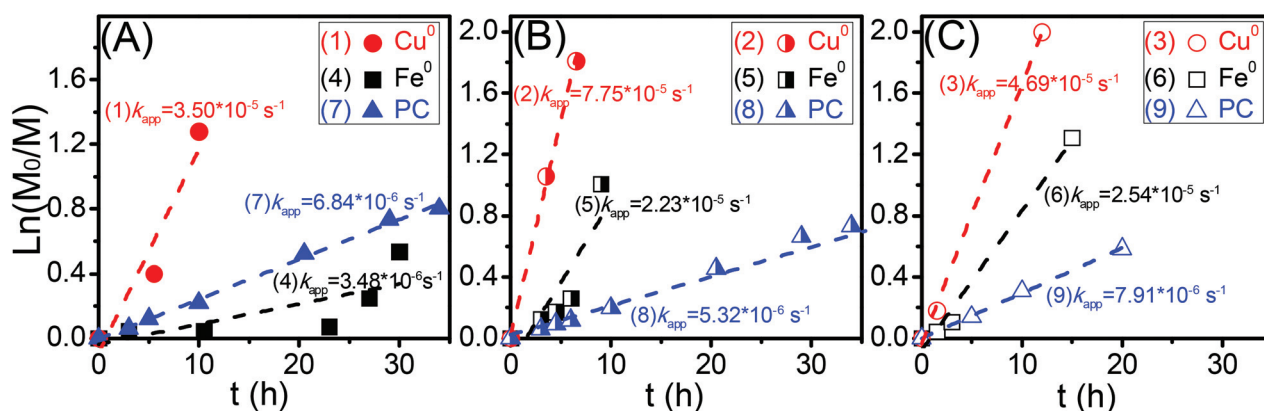 (A)
(1) Cu⁰
(4) Fe⁰
(7) PC
(1)kapp=3.50*10⁻⁵ s⁻¹
(7)kapp=6.84*10⁻⁶ s⁻¹
(4)kapp=3.48*10⁻⁶s⁻¹
Ln(M₀/M)
1.6
1.2
0.8
0.4
0.0
0 10 20 30
t (h)
(B)
(2) Cu⁰
(5) Fe⁰
(8) PC
(2)kapp=7.75*10⁻⁵ s⁻¹
(5)kapp=2.23*10⁻⁵ s⁻¹
(8)kapp=5.32*10⁻⁶ s⁻¹
2.0
1.6
1.2
0.8
0.4
0.0
0 10 20 30
t (h)
(C)
(3) Cu⁰
(6) Fe⁰
(9) PC
(3)kapp=4.69*10⁻⁵ s⁻¹
(6)kapp=2.54*10⁻⁵ s⁻¹
(9)kapp=7.91*10⁻⁶ s⁻¹
2.0
1.6
1.2
0.8
0.4
0.0
0 10 20 30
t (h)